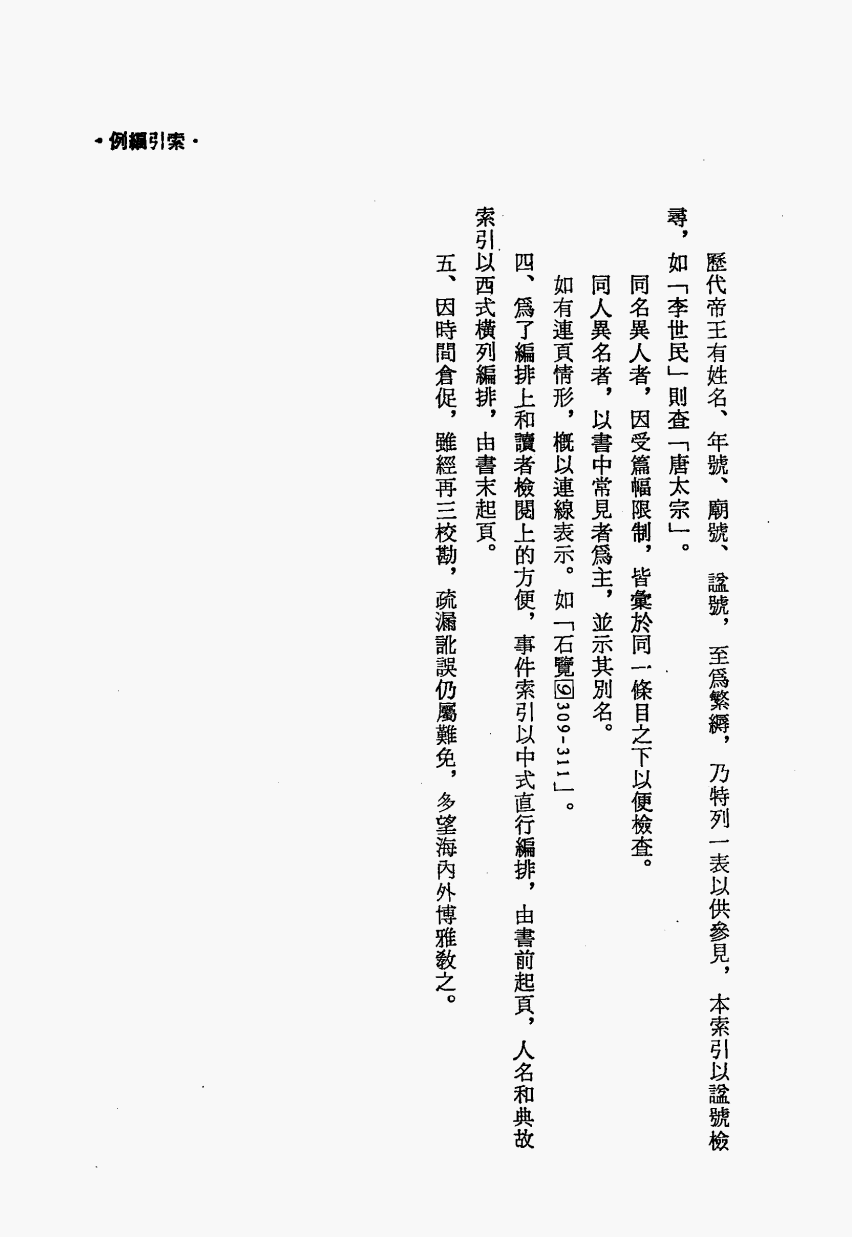 ・例編引索・
歷代帝王有姓名、年號、廟號、諡號，至爲繁縟，乃特列一表以供參見，本索引以諡號檢
尋，如「李世民」則查「唐太宗」。
同名異人者，因受篇幅限制，皆彙於同一條目之下以便檢查。
同人異名者，以書中常見者爲主，並示其別名。
如有連頁情形，概以連線表示。如「石覽⑨309-311」。
四、爲了編排上和讀者檢閱上的方便，事件索引以中式直行編排，由書前起頁，人名和典故
索引以西式橫列編排，由書末起頁。
五、因時間倉促，雖經再三校勘，疏漏訛誤仍屬難免，多望海內外博雅敎之。